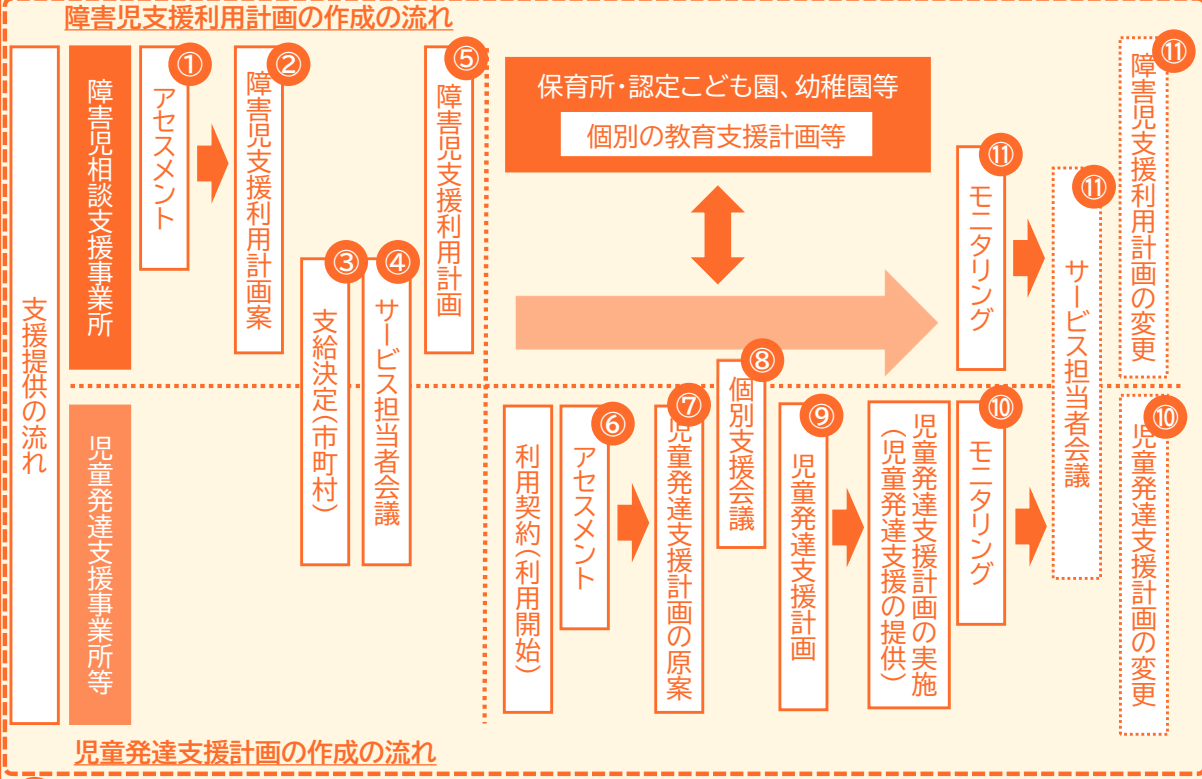 障害児支援利用計画の作成の流れ
支援提供の流れ
障害児相談支援事業所
①
アセスメント
②
障害児支援利用計画案
③
支給決定(市町村)
④
サービス担当者会議
⑤
障害児支援利用計画
保育所・認定こども園、幼稚園等
個別の教育支援計画等
⑪
モニタリング
⑪
サービス担当者会議
⑪
障害児支援利用計画の変更
児童発達支援事業所等
利用契約(利用開始)
⑥
アセスメント
⑦
児童発達支援計画の原案
⑧
個別支援会議
⑨
児童発達支援計画
児童発達支援計画の実施
(児童発達支援の提供)
⑩
モニタリング
⑩
児童発達支援計画の変更
児童発達支援計画の作成の流れ